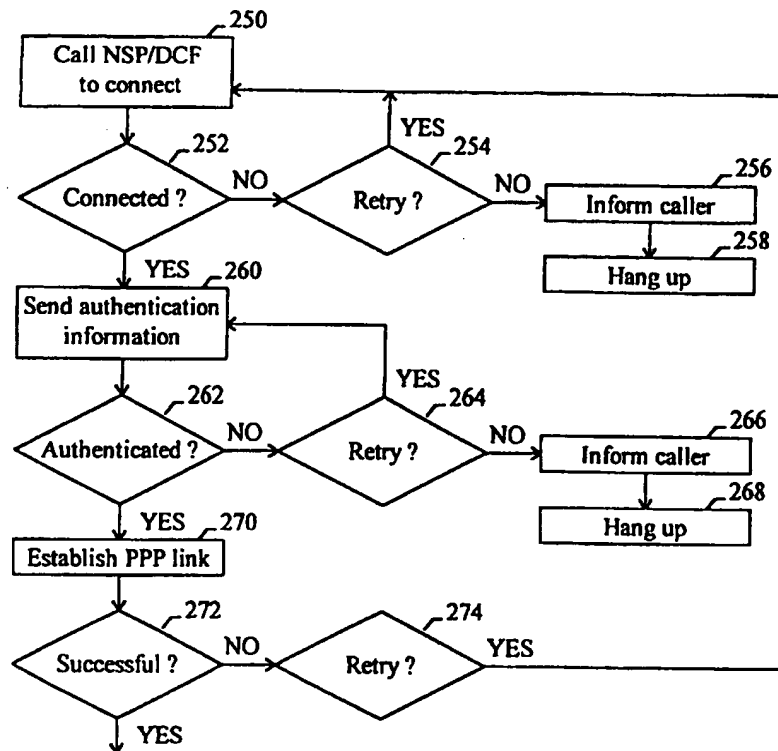 250
Call NSP/DCF
to connect
YES
252
254
256
Connected ?
NO
Retry ?
NO
Inform caller
258
YES
260
Hang up
Send authentication
information
YES
262
264
266
Authenticated ?
NO
Retry ?
NO
Inform caller
268
YES
270
Hang up
Establish PPP link
272
274
NO
YES
Successful ?
Retry ?
YES